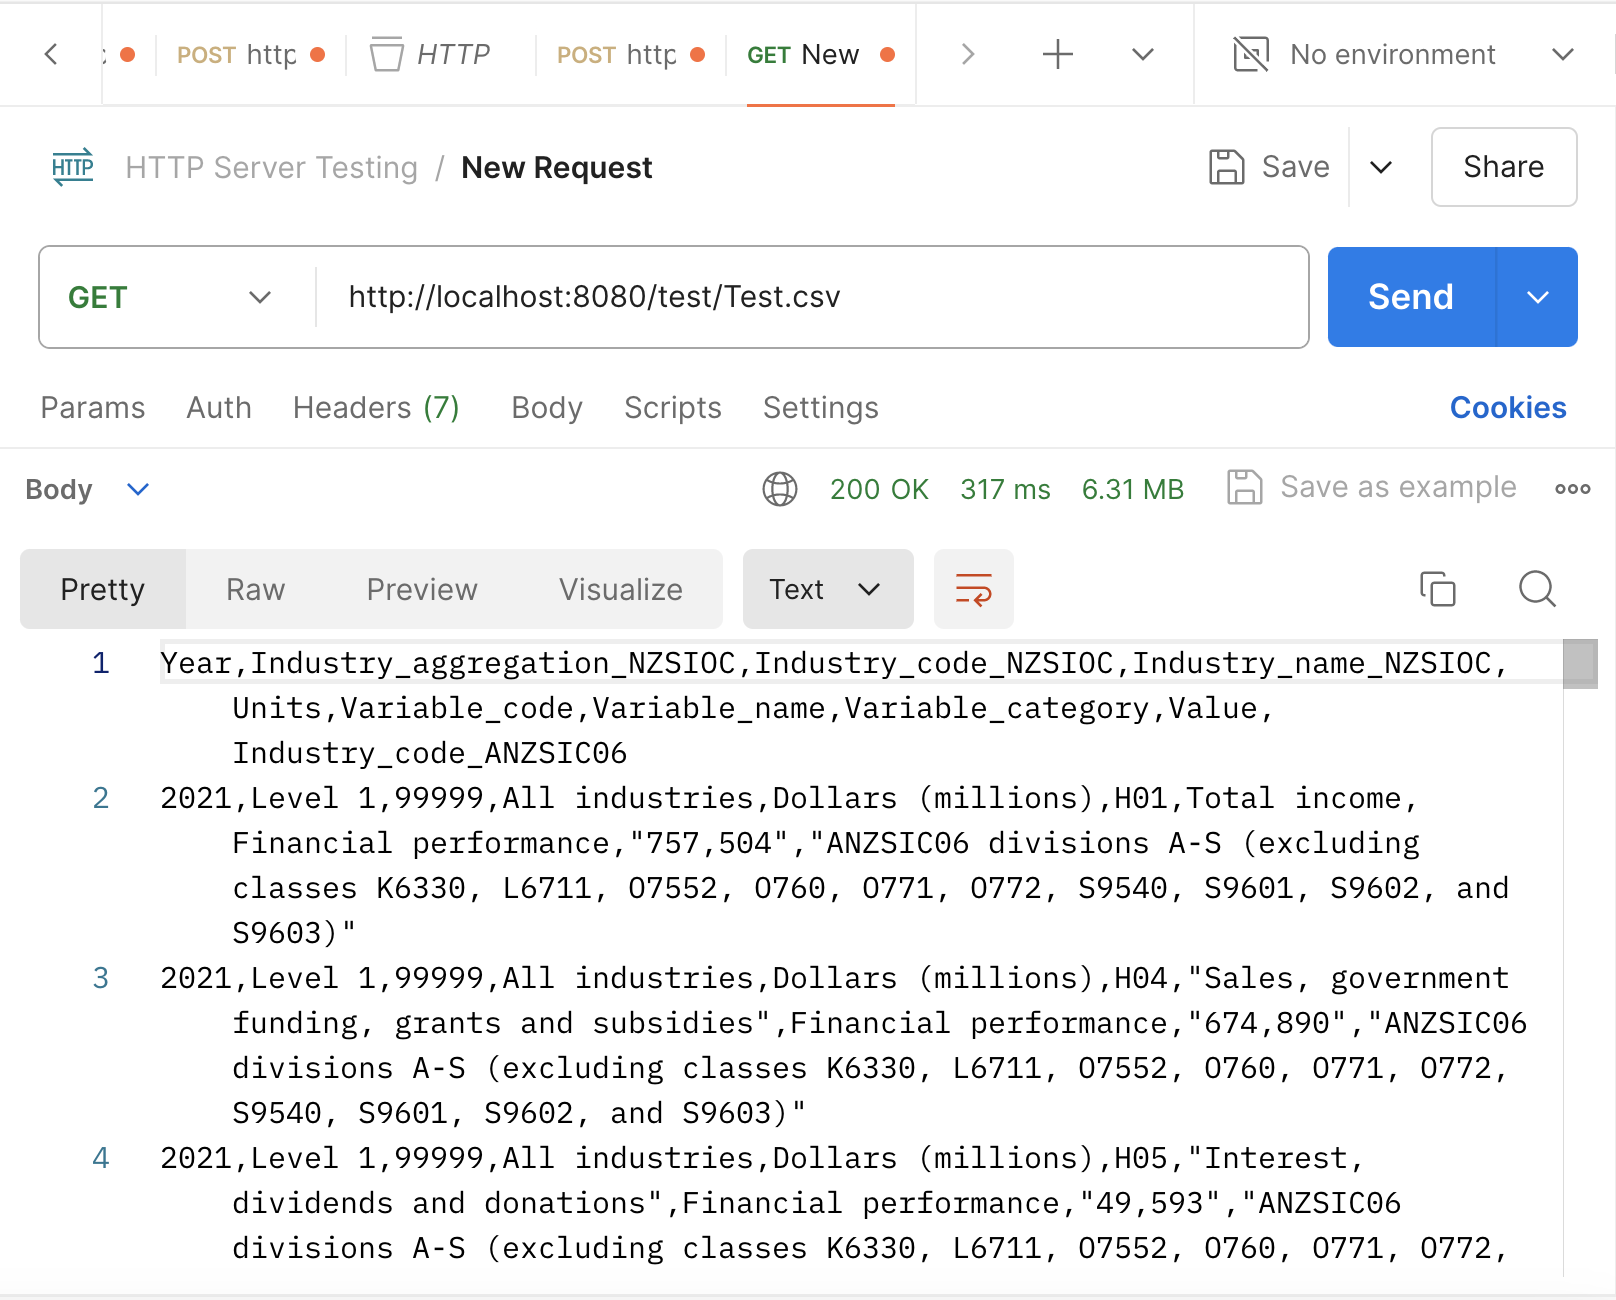 POST http
HTTP
POST http
GET New
No environment
HTTP
HTTP Server Testing / New Request
Save
Share
GET
http://localhost:8080/test/Test.csv
Send
Params Auth Headers (7) Body Scripts Settings
Cookies
Body
200 OK 317 ms 6.31 MB
Save as example
Pretty Raw Preview Visualize
Text
1 Year,Industry_aggregation_NZSIOC,Industry_code_NZSIOC,Industry_name_NZSIOC,
Units,Variable_code,Variable_name,Variable_category,Value,
Industry_code_ANZSIC06
2 2021,Level 1,99999,All industries,Dollars (millions),H01,Total income,
Financial performance,"757,504","ANZSIC06 divisions A-S (excluding
classes K6330, L6711, O7552, O760, O771, O772, S9540, S9601, S9602, and
S9603)"
3 2021,Level 1,99999,All industries,Dollars (millions),H04,"Sales, government
funding, grants and subsidies",Financial performance,"674,890","ANZSIC06
divisions A-S (excluding classes K6330, L6711, O7552, O760, O771, O772,
S9540, S9601, S9602, and S9603)"
4 2021,Level 1,99999,All industries,Dollars (millions),H05,"Interest,
dividends and donations",Financial performance,"49,593","ANZSIC06
divisions A-S (excluding classes K6330, L6711, O7552, O760, O771, O772,